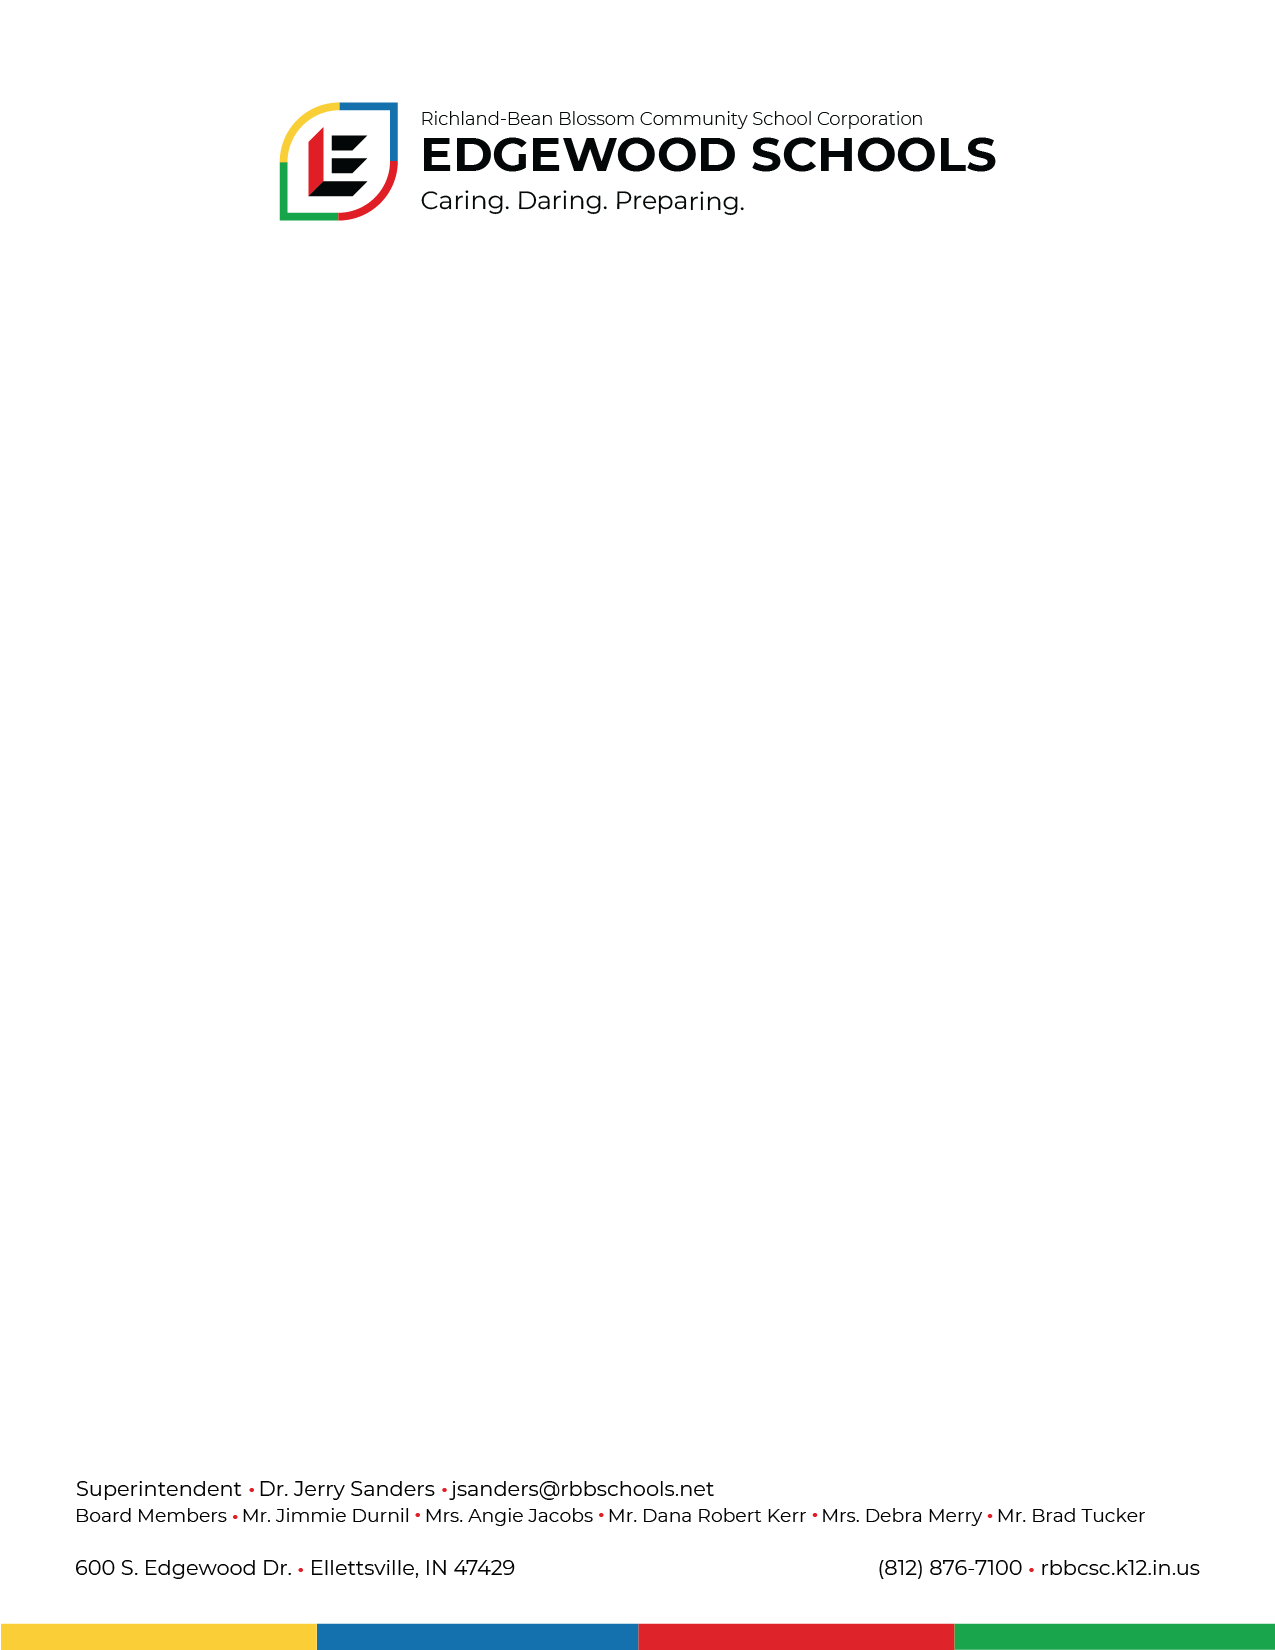 Richland-Bean Blossom Community School Corporation
EDGEWOOD SCHOOLS
Caring. Daring. Preparing.
Superintendent • Dr. Jerry Sanders • jsanders@rbbschools.net
Board Members • Mr. Jimmie Durnil • Mrs. Angie Jacobs • Mr. Dana Robert Kerr • Mrs. Debra Merry • Mr. Brad Tucker
600 S. Edgewood Dr. • Ellettsville, IN 47429 (812) 876-7100 • rbbcsc.k12.in.us